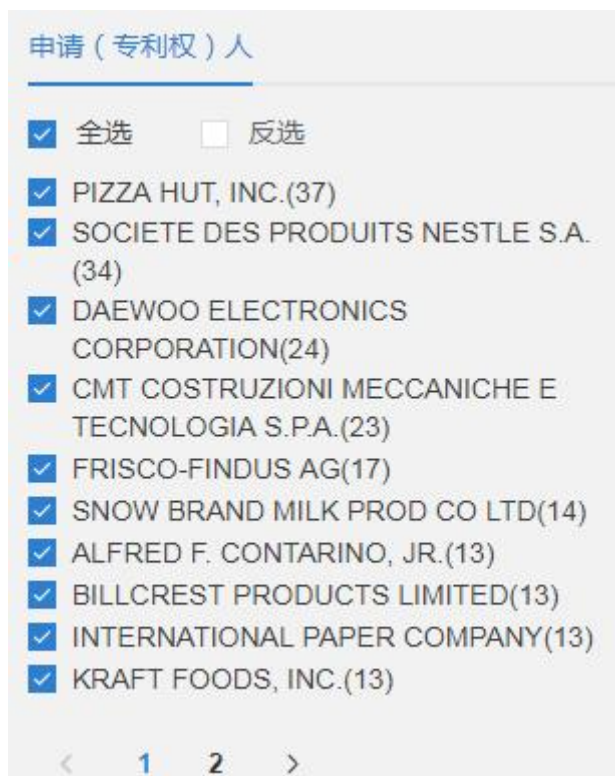 申请（专利权）人
全选 反选
PIZZA HUT, INC.(37)
SOCIETE DES PRODUITS NESTLE S.A.
(34)
DAEWOO ELECTRONICS
CORPORATION(24)
CMT COSTRUZIONI MECCANICHE E
TECNOLOGIA S.P.A.(23)
FRISCO-FINDUS AG(17)
SNOW BRAND MILK PROD CO LTD(14)
ALFRED F. CONTARINO, JR.(13)
BILLCREST PRODUCTS LIMITED(13)
INTERNATIONAL PAPER COMPANY(13)
KRAFT FOODS, INC.(13)
< 1 2 >